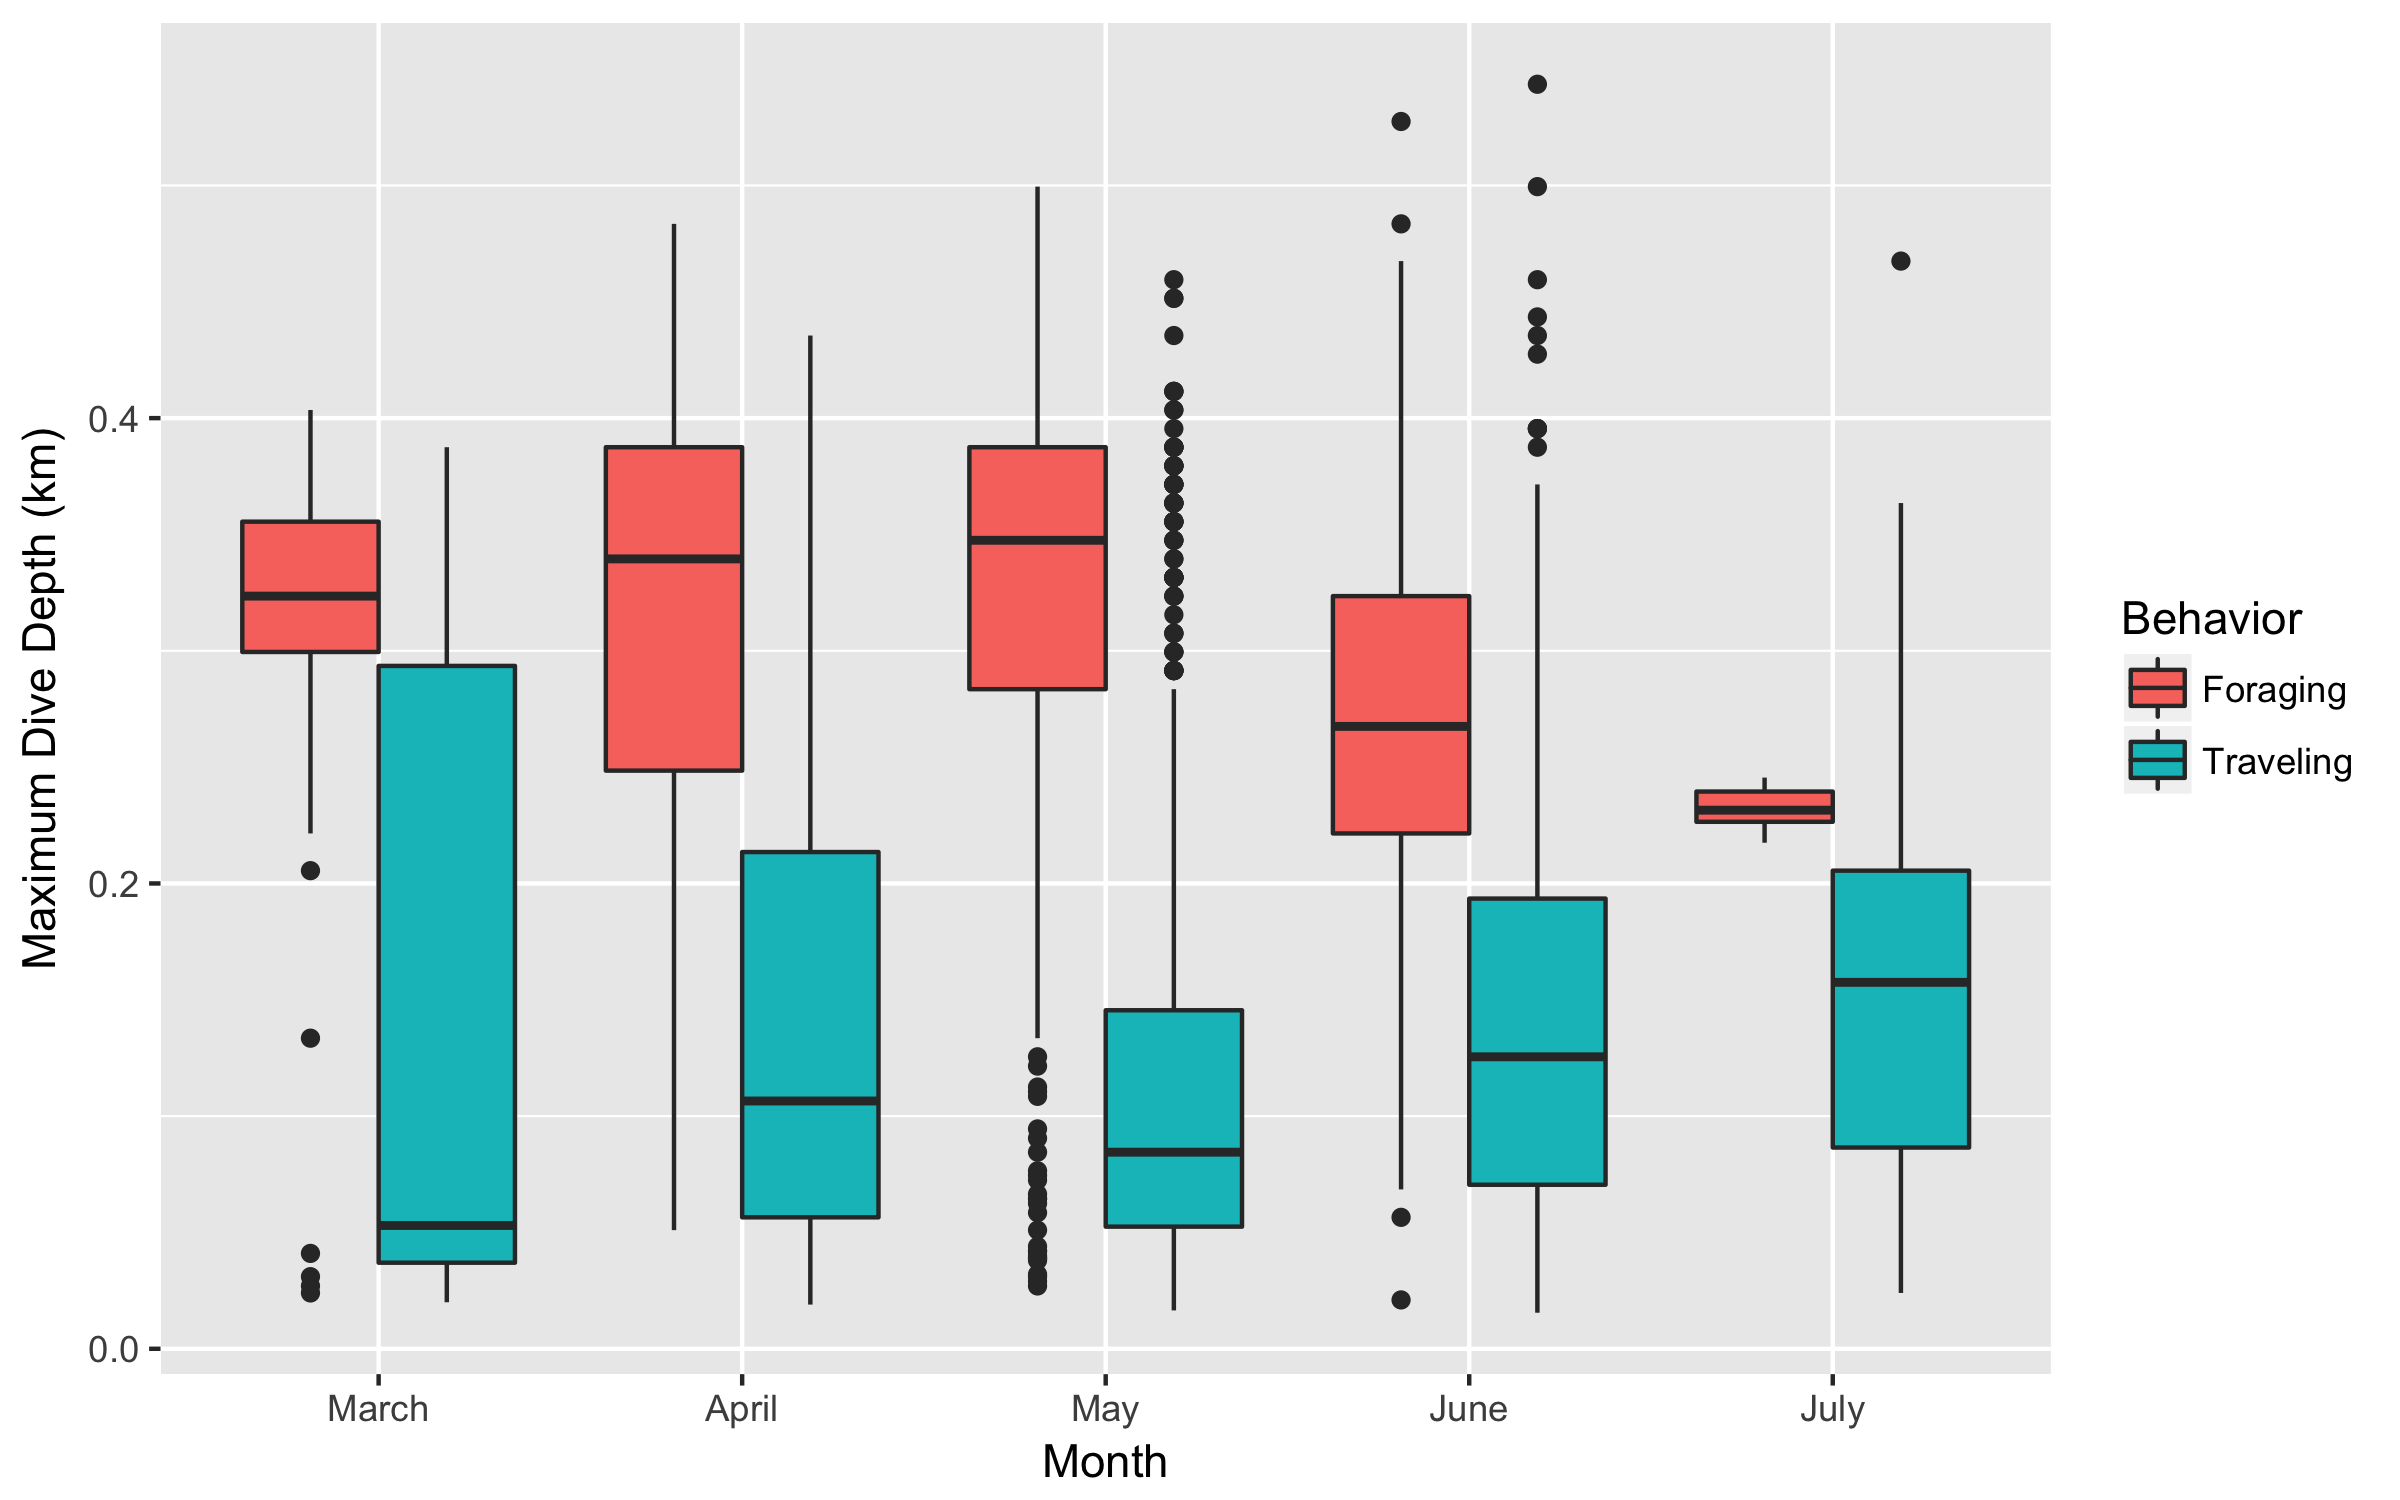 Maximum Dive Depth (km)
0.4
0.2
0.0
March April May June July
Month
Behavior
Foraging
Traveling